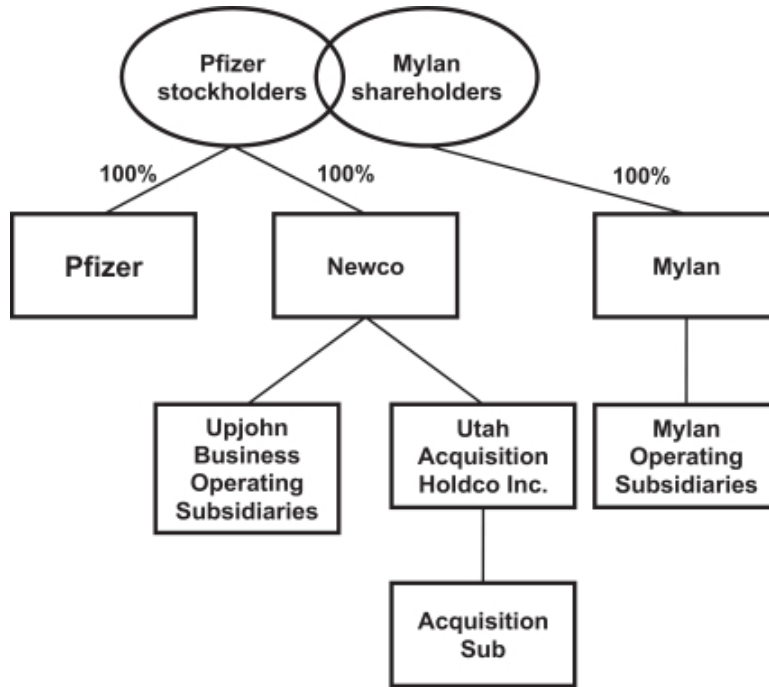 Pfizer
stockholders
Mylan
shareholders
100%
100%
100%
Pfizer
Newco
Mylan
Upjohn
Business
Operating
Subsidiaries
Utah
Acquisition
Holdco Inc.
Mylan
Operating
Subsidiaries
Acquisition
Sub